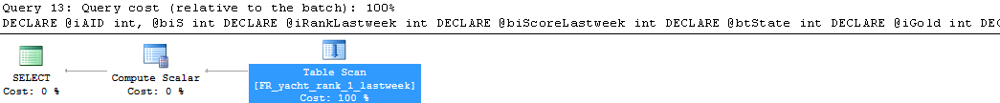 Query 13: Query cost (relative to the batch): 100%
DECLARE @iAID int, @biS int DECLARE @iRankLastweek int DECLARE @biScoreLastweek int DECLARE @btState int DECLARE @iGold int DEC
SELECT
Cost: 0 %
Compute Scalar
Cost: 0 %
Table Scan
[FR_yacht_rank_1_lastweek]
Cost: 100 %